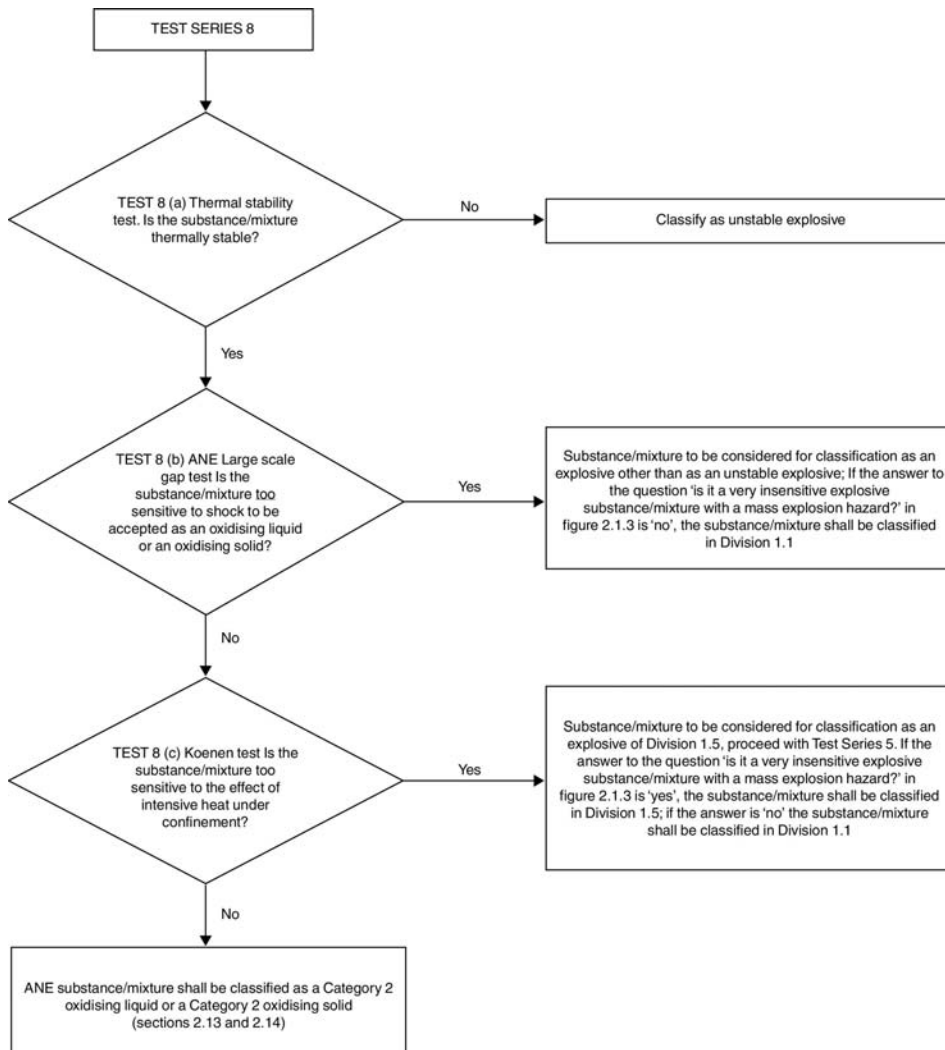 TEST SERIES 8
TEST 8 (a) Thermal stability
test. Is the substance/mixture
thermally stable?
No
Classify as unstable explosive
Yes
TEST 8 (b) ANE Large scale
gap test Is the
substance/mixture too
sensitive to shock to be
accepted as an oxidising liquid
or an oxidising solid?
Yes
Substance/mixture to be considered for classification as an
explosive other than as an unstable explosive; If the answer to
the question ‘is it a very insensitive explosive
substance/mixture with a mass explosion hazard?’ in
figure 2.1.3 is ‘no’, the substance/mixture shall be classified
in Division 1.1
No
TEST 8 (c) Koenen test Is the
substance/mixture too
sensitive to the effect of
intensive heat under
confinement?
Yes
Substance/mixture to be considered for classification as an
explosive of Division 1.5, proceed with Test Series 5. If the
answer to the question ‘is it a very insensitive explosive
substance/mixture with a mass explosion hazard?’ in
figure 2.1.3 is ‘yes’, the substance/mixture shall be classified
in Division 1.5; if the answer is ‘no’ the substance/mixture
shall be classified in Division 1.1
No
ANE substance/mixture shall be classified as a Category 2
oxidising liquid or a Category 2 oxidising solid
(sections 2.13 and 2.14)